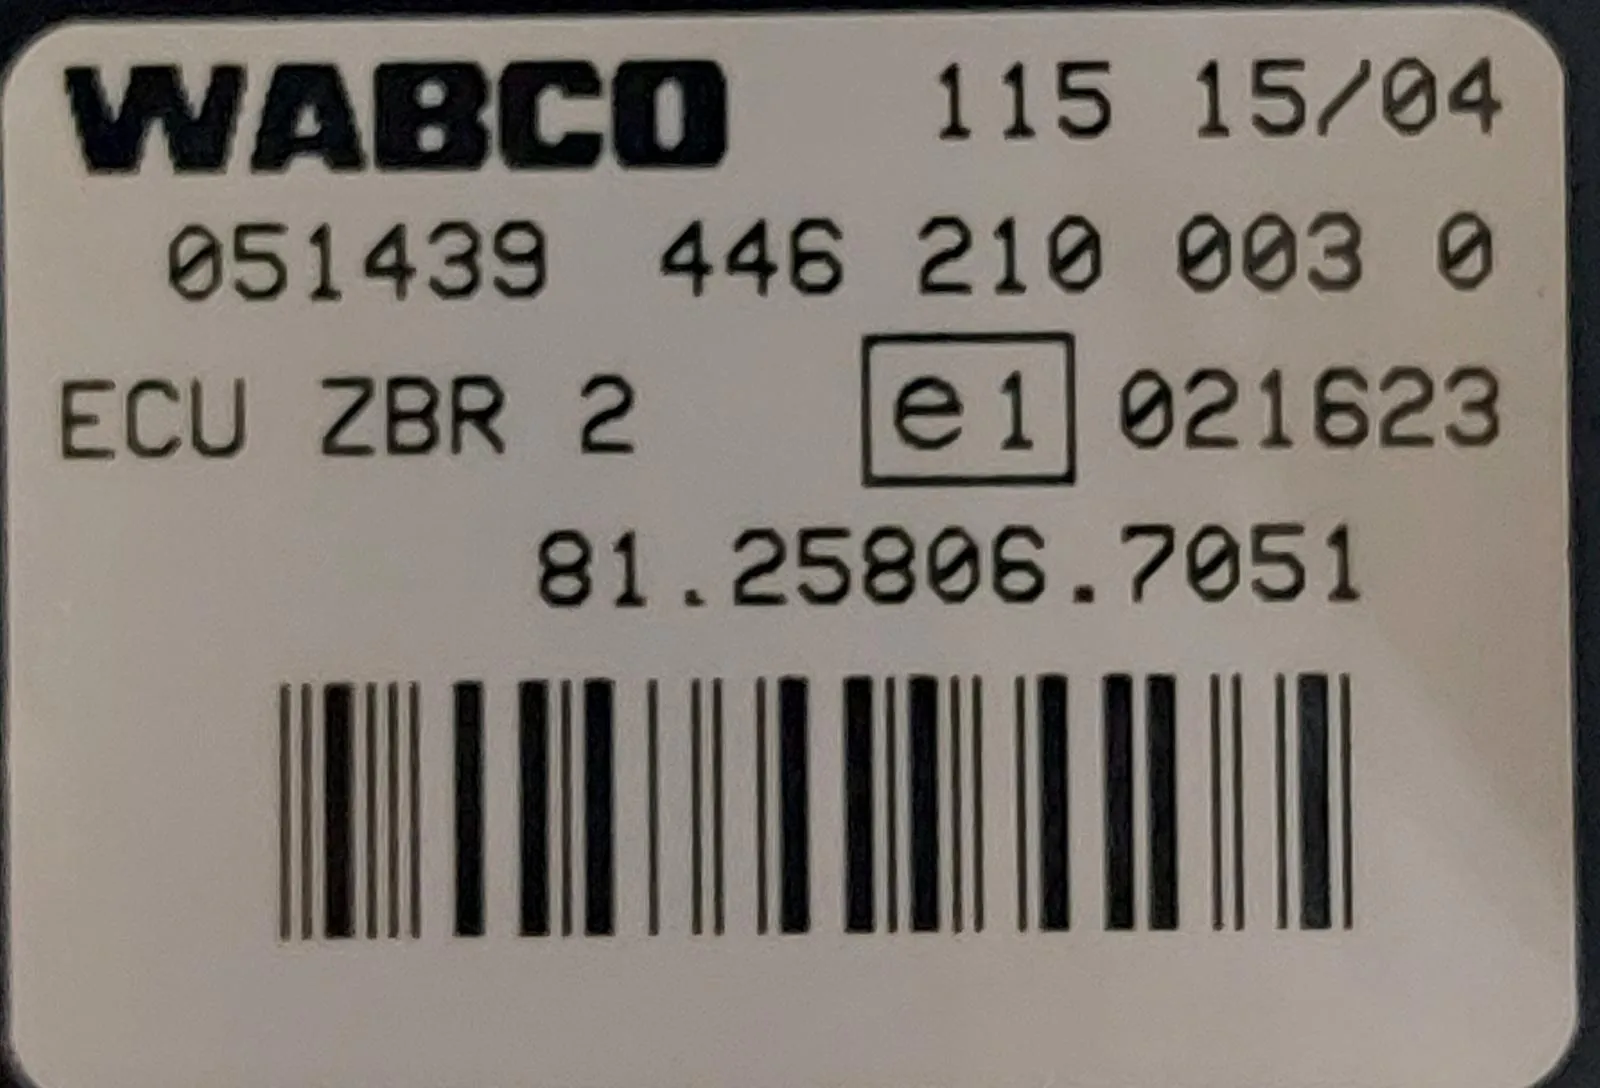 WABCO 115 15/04
051439 446 210 003 0
ECU ZBR 2 e1 021623
81.25806.7051